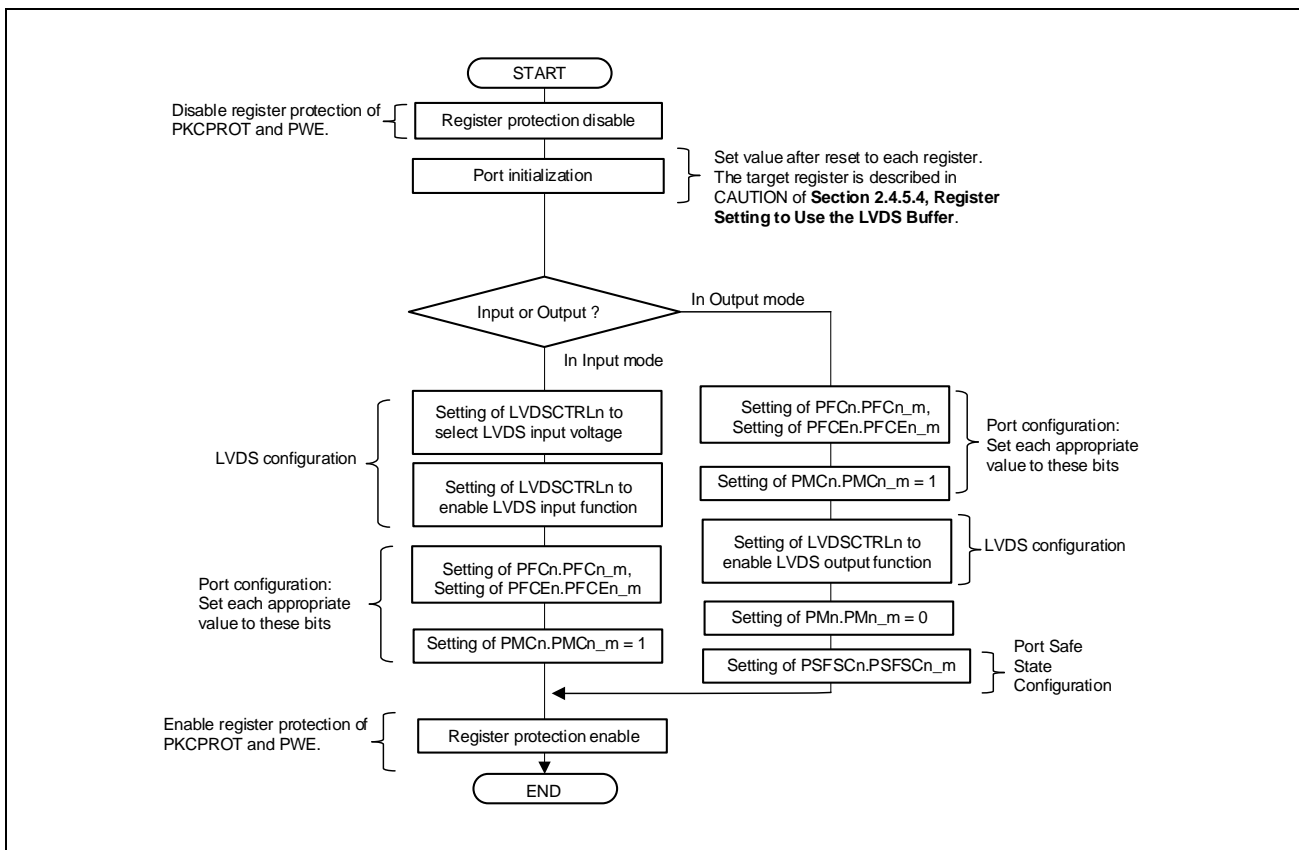 START
Disable register protection of
PKCPROT and PWE.
Register protection disable
Port initialization
Set value after reset to each register.
The target register is described in
CAUTION of Section 2.4.5.4, Register
Setting to Use the LVDS Buffer.
Input or Output ?
In Output mode
In Input mode
LVDS configuration
Setting of LVDSCTRLn to
select LVDS input voltage
Setting of LVDSCTRLn to
enable LVDS input function
Port configuration:
Set each appropriate
value to these bits
Setting of PFCn.PFCn_m,
Setting of PFCEn.PFCEn_m
Setting of PMCn.PMCn_m = 1
Setting of PFCn.PFCn_m,
Setting of PFCEn.PFCEn_m
Setting of PMCn.PMCn_m = 1
Port configuration:
Set each appropriate
value to these bits
Setting of LVDSCTRLn to
enable LVDS output function
LVDS configuration
Setting of PMn.PMn_m = 0
Setting of PSFSCn.PSFSCn_m
Port Safe
State
Configuration
Enable register protection of
PKCPROT and PWE.
Register protection enable
END